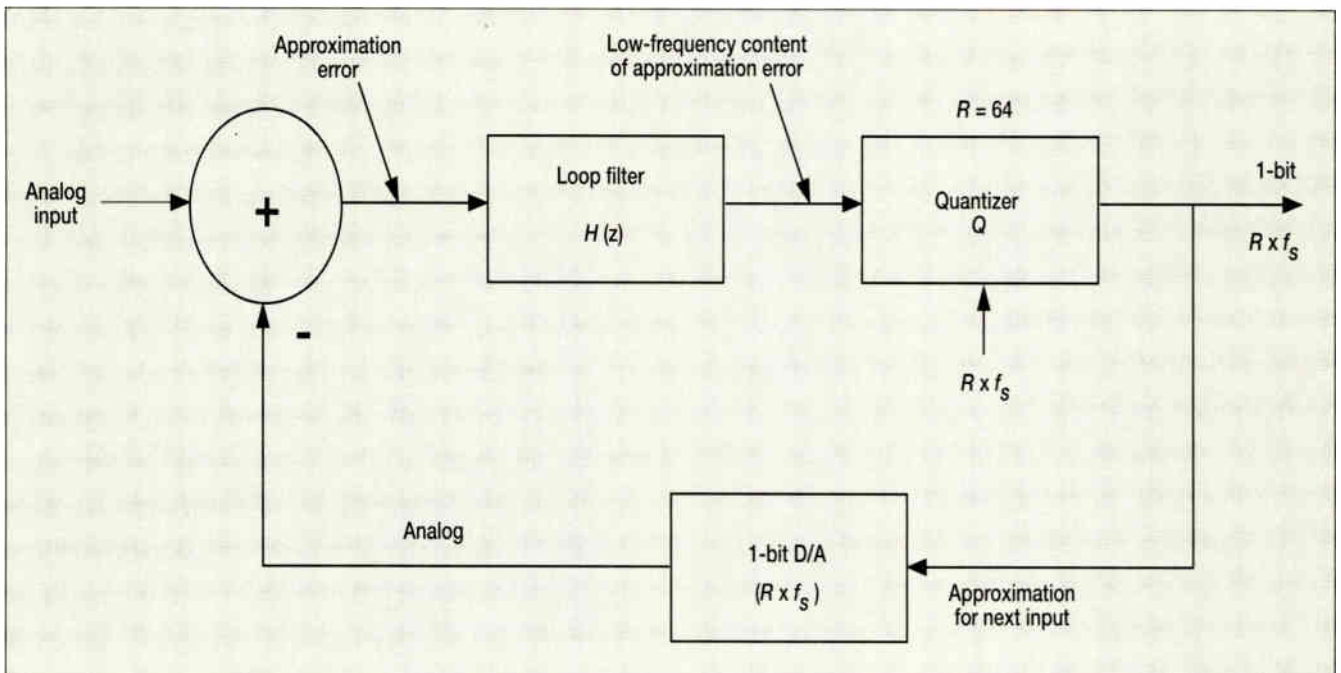 Approximation
error
Low-frequency content
of approximation error
R = 64
Analog
input
+
-
Loop filter
H (z)
Quantizer
Q
1-bit
R x fs
R x fs
Analog
1-bit D/A
(R x fs )
Approximation
for next input